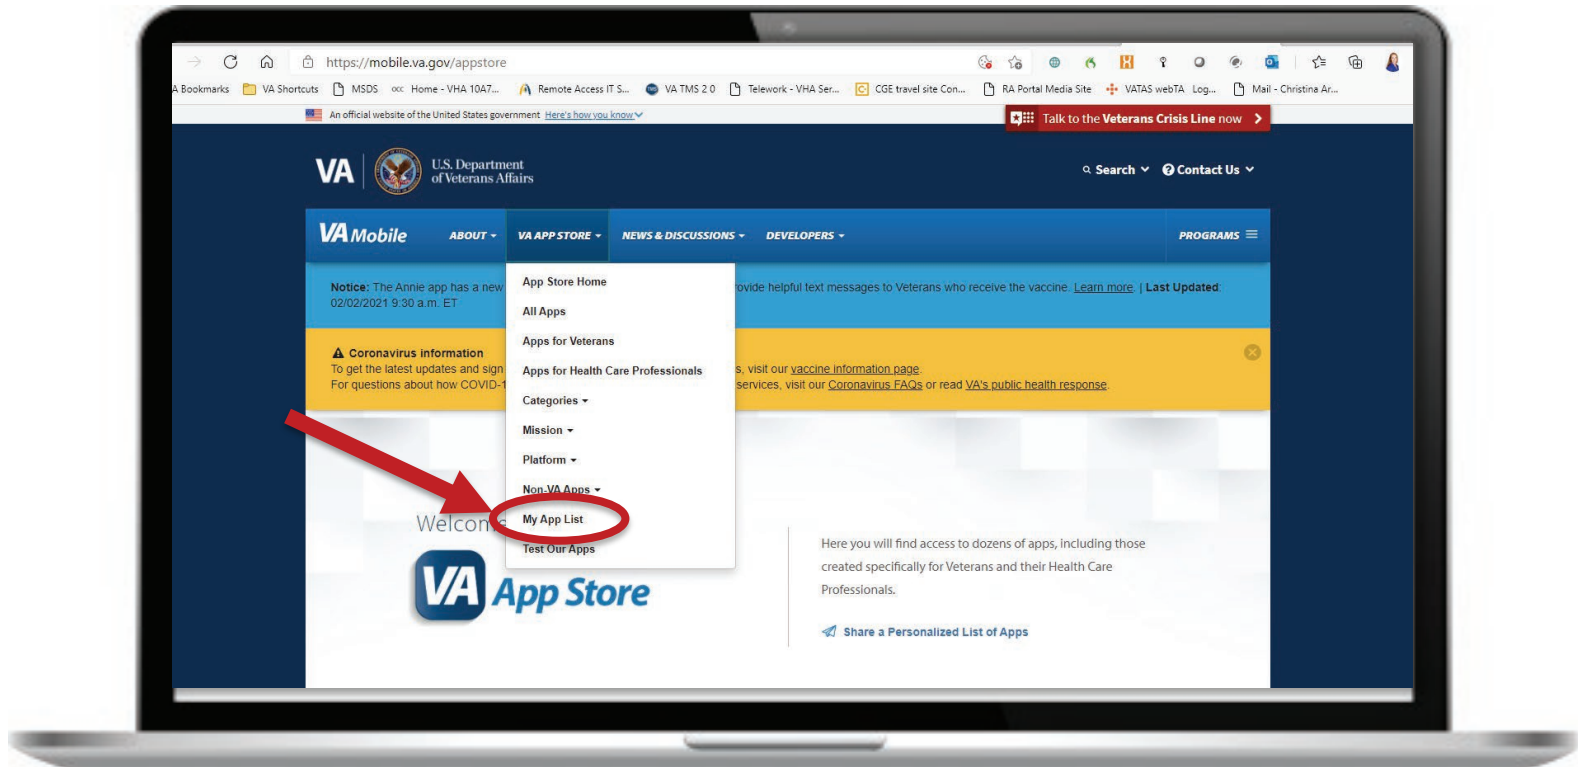 https://mobile.va.gov/appstore
A Bookmarks VA Shortcuts MSDS Home - VHA 10A7... Remote Access IT S... VA TMS 2.0 Telework - VHA Ser... CGE travel site Con... RA Portal Media Site VATAS webTA Log... Mail - Christina Ar...
An official website of the United States government Here's how you know
Talk to the Veterans Crisis Line now
VA
U.S. Department
of Veterans Affairs
Search Contact Us
VA Mobile ABOUT VA APP STORE NEWS & DISCUSSIONS DEVELOPERS PROGRAMS
Notice: The Annie app has a new
rovide helpful text messages to Veterans who receive the vaccine. Learn more. | Last Updated:
02/02/2021 9:30 a.m. ET
Coronavirus information
To get the latest updates and sign
s, visit our vaccine information page.
For questions about how COVID-1
services, visit our Coronavirus FAQs or read VA's public health response.
App Store Home
All Apps
Apps for Veterans
Apps for Health Care Professionals
Categories
Mission
Platform
Non-VA Apps
My App List
Test Our Apps
Welcome
VA App Store
Here you will find access to dozens of apps, including those
created specifically for Veterans and their Health Care
Professionals.
Share a Personalized List of Apps